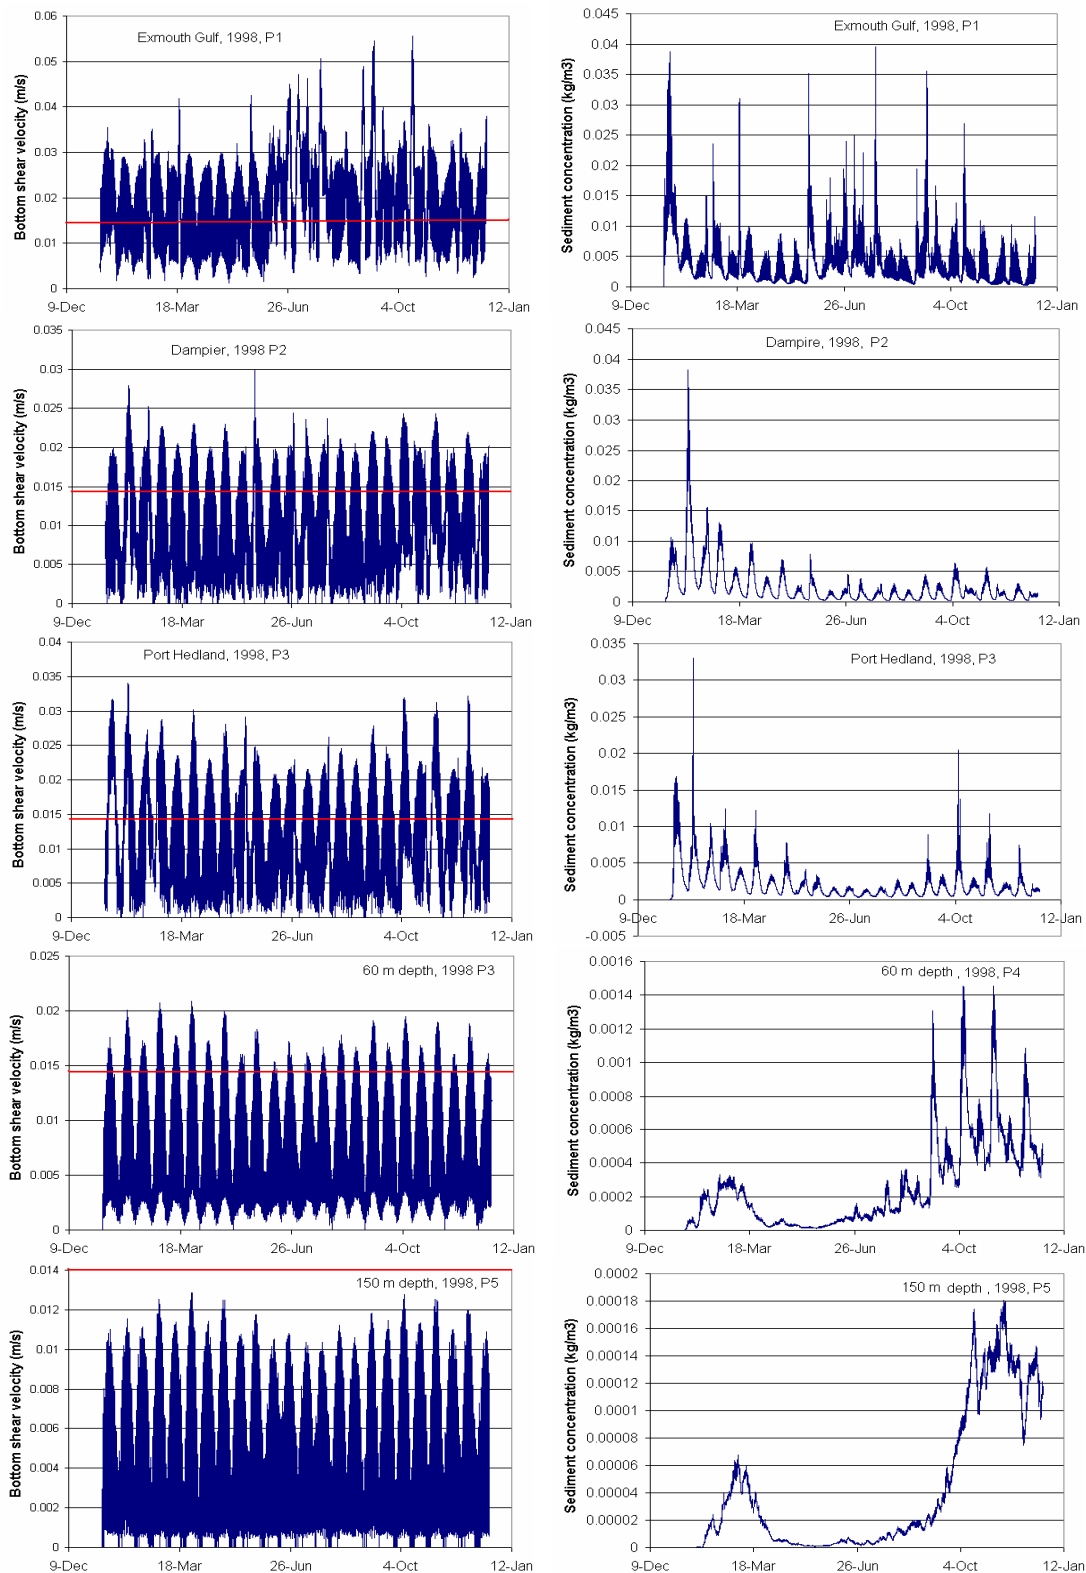 Exmouth Gulf, 1998, P1
Bottom shear velocity (m/s)
0.06
0.05
0.04
0.03
0.02
0.01
0
9-Dec 18-Mar 26-Jun 4-Oct 12-Jan
Exmouth Gulf, 1998, P1
Sediment concentration (kg/m3)
0.045
0.04
0.035
0.03
0.025
0.02
0.015
0.01
0.005
0
9-Dec 18-Mar 26-Jun 4-Oct 12-Jan
Dampier, 1998 P2
Bottom shear velocity (m/s)
0.035
0.03
0.025
0.02
0.015
0.01
0.005
0
9-Dec 18-Mar 26-Jun 4-Oct 12-Jan
Dampire, 1998, P2
Sediment concentration (kg/m3)
0.045
0.04
0.035
0.03
0.025
0.02
0.015
0.01
0.005
0
9-Dec 18-Mar 26-Jun 4-Oct 12-Jan
Port Hedland, 1998, P3
Bottom shear velocity (m/s)
0.04
0.035
0.03
0.025
0.02
0.015
0.01
0.005
0
9-Dec 18-Mar 26-Jun 4-Oct 12-Jan
Port Hedland, 1998, P3
Sediment concentration (kg/m3)
0.035
0.03
0.025
0.02
0.015
0.01
0.005
0
-0.005
9-Dec 18-Mar 26-Jun 4-Oct 12-Jan
60 m depth, 1998 P3
Bottom shear velocity (m/s)
0.025
0.02
0.015
0.01
0.005
0
9-Dec 18-Mar 26-Jun 4-Oct 12-Jan
60 m depth , 1998, P4
Sediment concentration (kg/m3)
0.0016
0.0014
0.0012
0.001
0.0008
0.0006
0.0004
0.0002
0
9-Dec 18-Mar 26-Jun 4-Oct 12-Jan
150 m depth, 1998, P5
Bottom shear velocity (m/s)
0.014
0.012
0.01
0.008
0.006
0.004
0.002
0
9-Dec 18-Mar 26-Jun 4-Oct 12-Jan
150 m depth , 1998, P5
Sediment concentration (kg/m3)
0.0002
0.00018
0.00016
0.00014
0.00012
0.0001
0.00008
0.00006
0.00004
0.00002
0
9-Dec 18-Mar 26-Jun 4-Oct 12-Jan